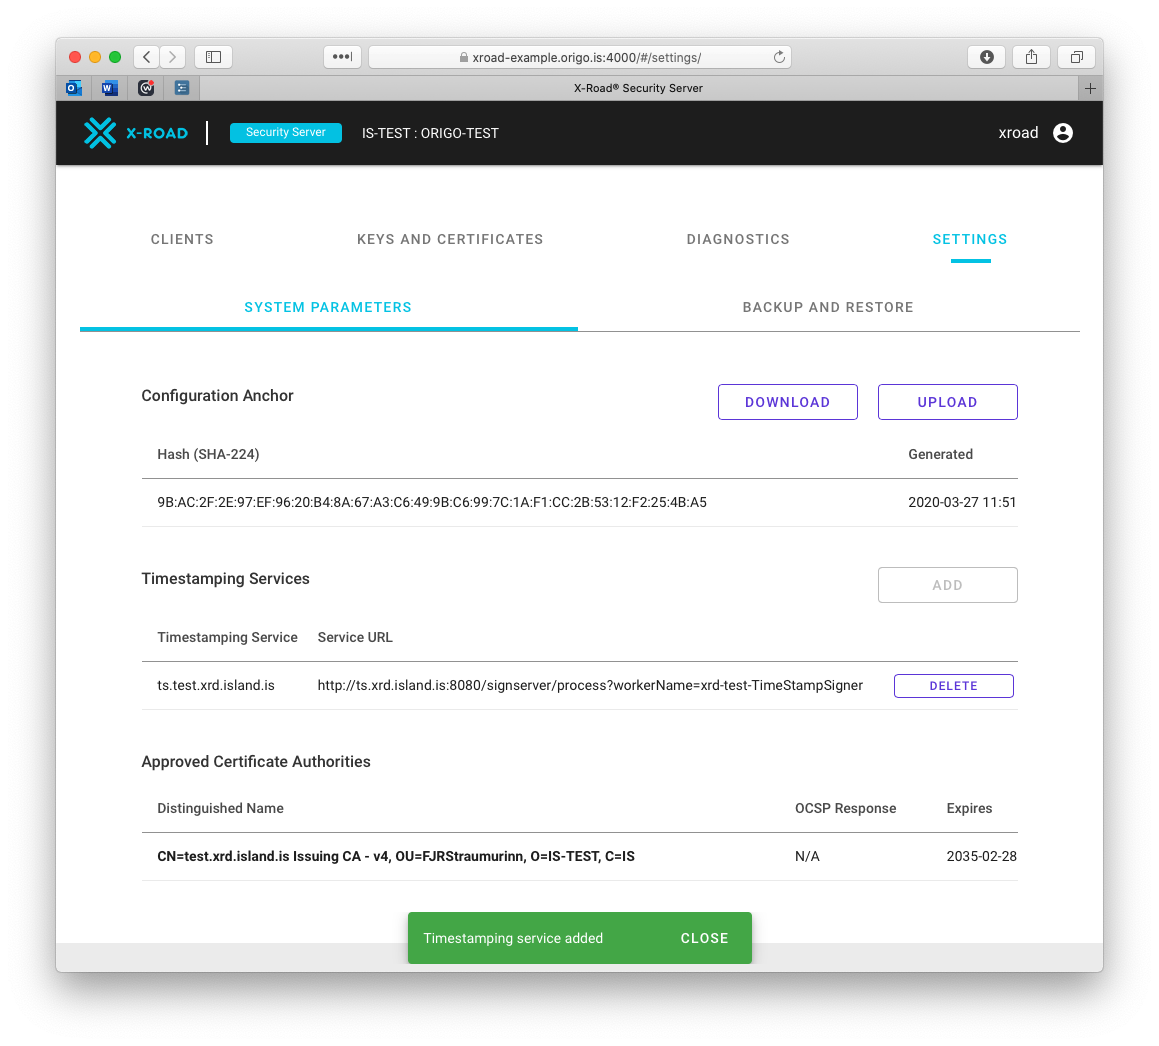 xroad-example.origo.is:4000/#/settings/
X-Road® Security Server
X-ROAD Security Server IS-TEST : ORIGO-TEST xroad
CLIENTS KEYS AND CERTIFICATES DIAGNOSTICS SETTINGS
SYSTEM PARAMETERS BACKUP AND RESTORE
Configuration Anchor DOWNLOAD UPLOAD
Hash (SHA-224) Generated
9B:AC:2F:2E:97:EF:96:20:B4:8A:67:A3:C6:49:9B:C6:99:7C:1A:F1:CC:2B:53:12:F2:25:4B:A5 2020-03-27 11:51
Timestamping Services ADD
Timestamping Service Service URL
ts.test.xrd.island.is http://ts.xrd.island.is:8080/signserver/process?workerName=xrd-test-TimeStampSigner DELETE
Approved Certificate Authorities
Distinguished Name OCSP Response Expires
CN=test.xrd.island.is Issuing CA - v4, OU=FJRStraumurinn, O=IS-TEST, C=IS N/A 2035-02-28
Timestamping service added CLOSE